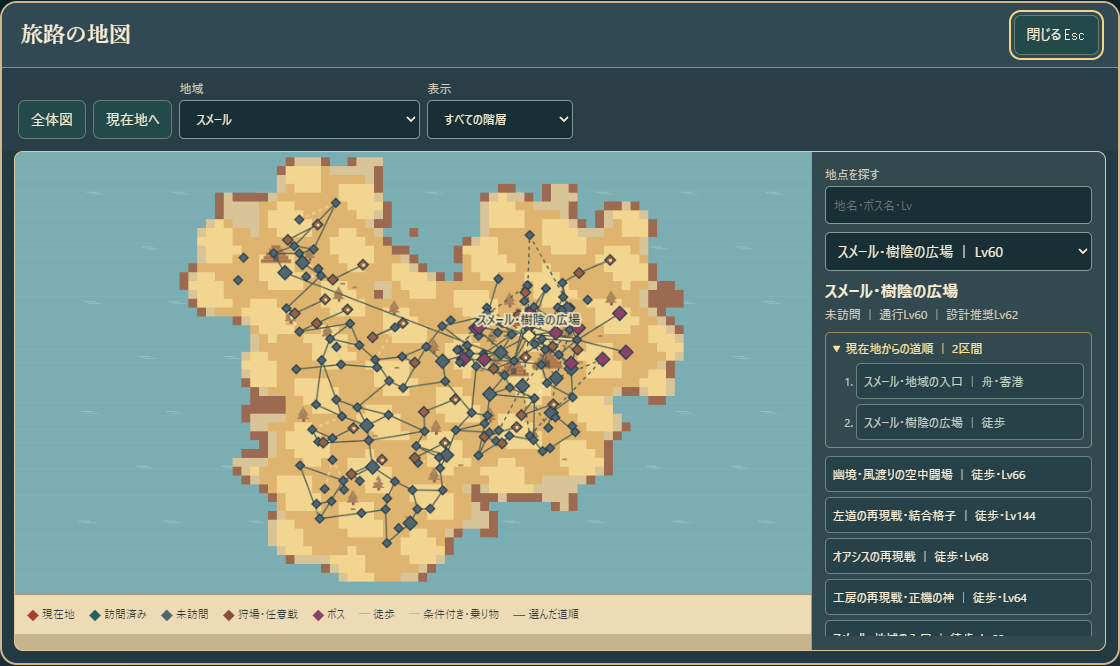 旅路の地図
閉じる Esc
地域
表示
全体図
現在地へ
スメール
すべての階層
スメール・樹陰の広場
地点を探す
地名・ボス名・Lv
スメール・樹陰の広場 | Lv60
スメール・樹陰の広場
未訪問 | 通行Lv60 | 設計推奨Lv62
▼ 現在地からの道順 | 2区間
1. スメール・地域の入口 | 舟・寄港
2. スメール・樹陰の広場 | 徒歩
幽境・風渡りの空中闘場 | 徒歩・Lv66
左道の再現戦・結合格子 | 徒歩・Lv144
オアシスの再現戦 | 徒歩・Lv68
工房の再現戦・正機の神 | 徒歩・Lv64
現在地 訪問済み 未訪問 狩場・任意戦 ボス 徒歩 条件付き・乗り物 選んだ道順